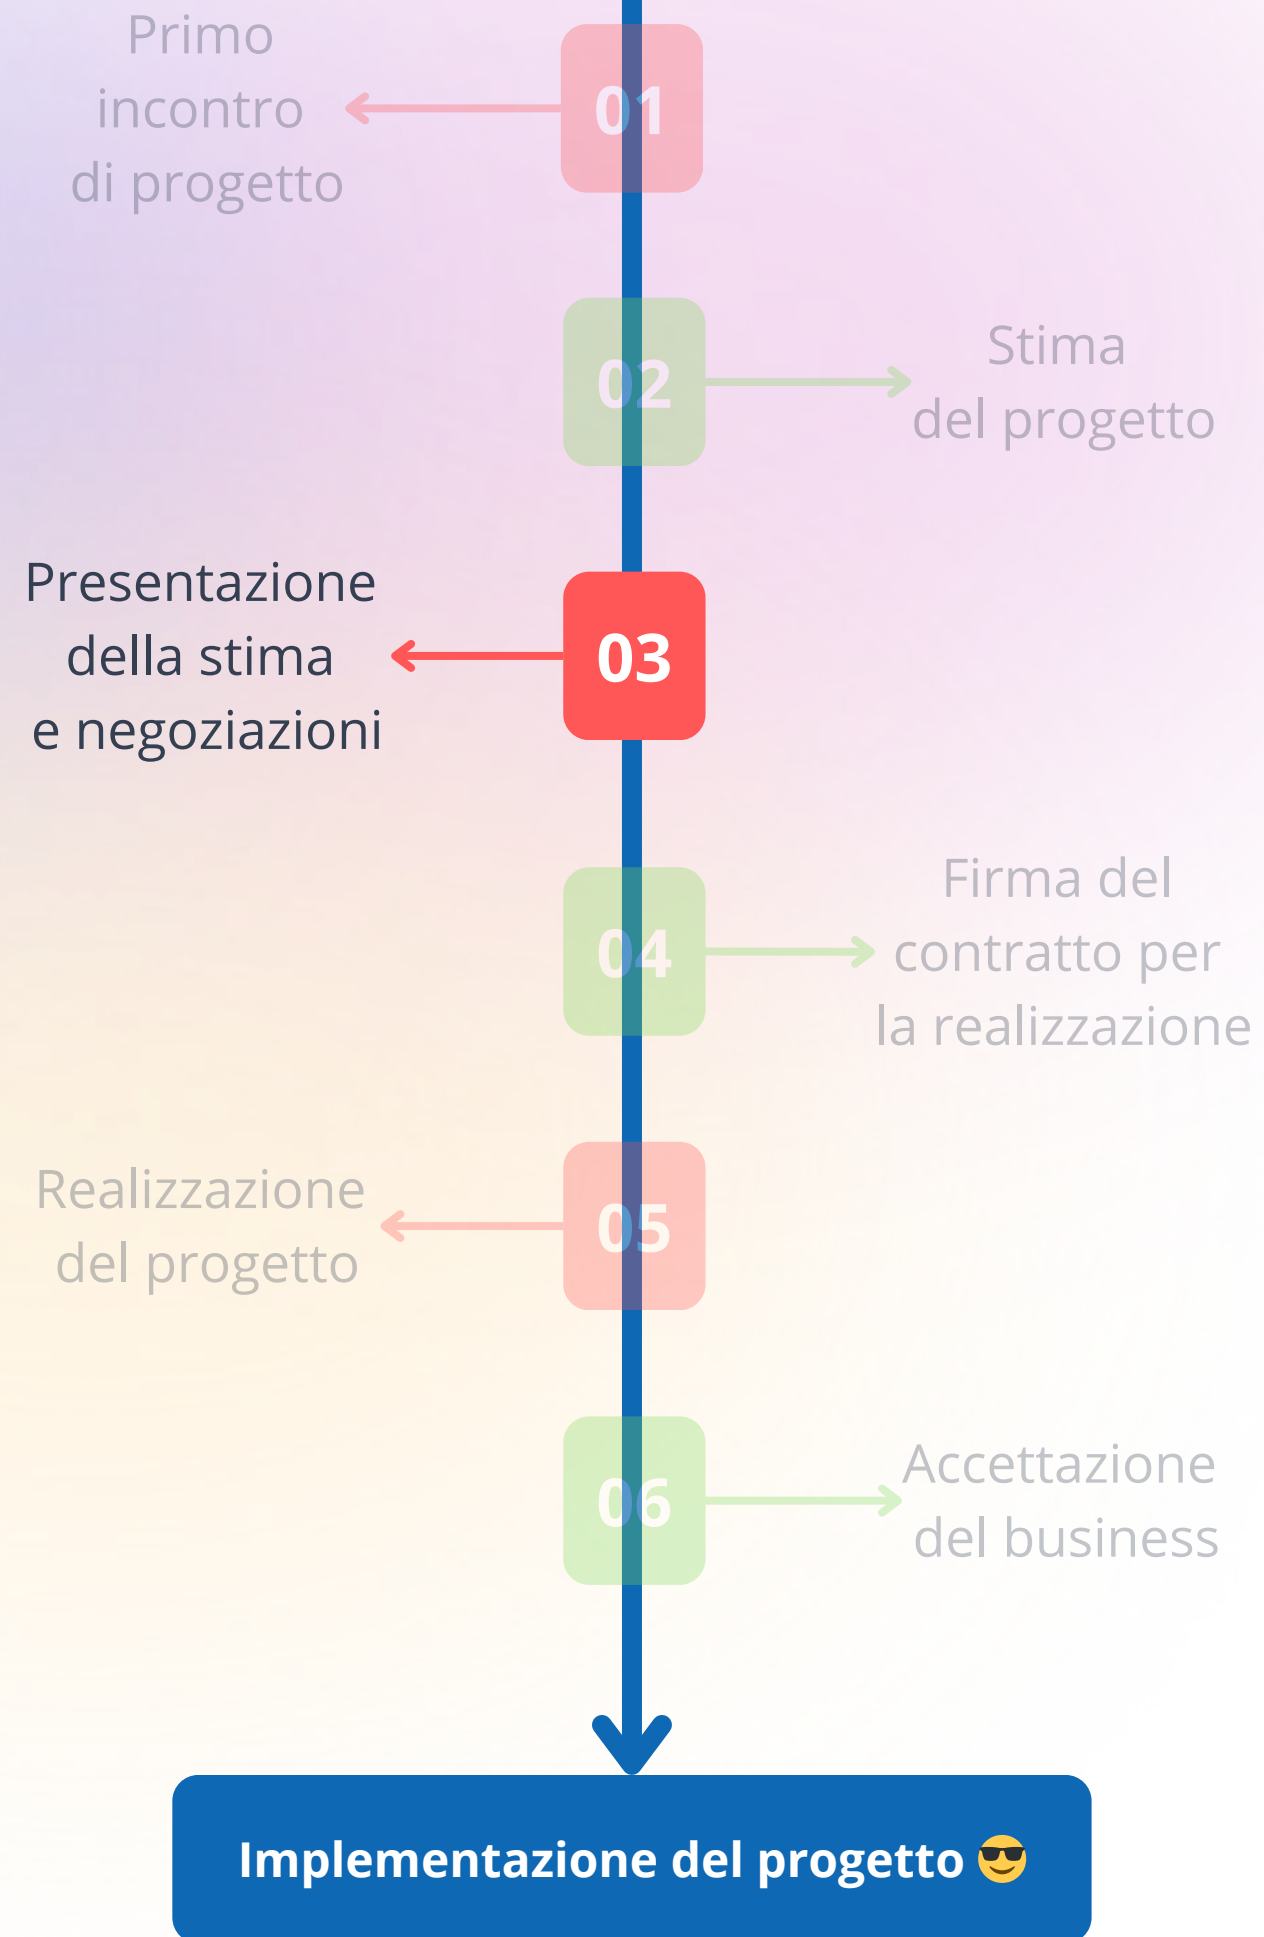 Primo
incontro
di progetto
01
02
Stima
del progetto
Presentazione
della stima
e negoziazioni
03
04
Firma del
contratto per
la realizzazione
Realizzazione
del progetto
05
06
Accettazione
del business
Implementazione del progetto 😎